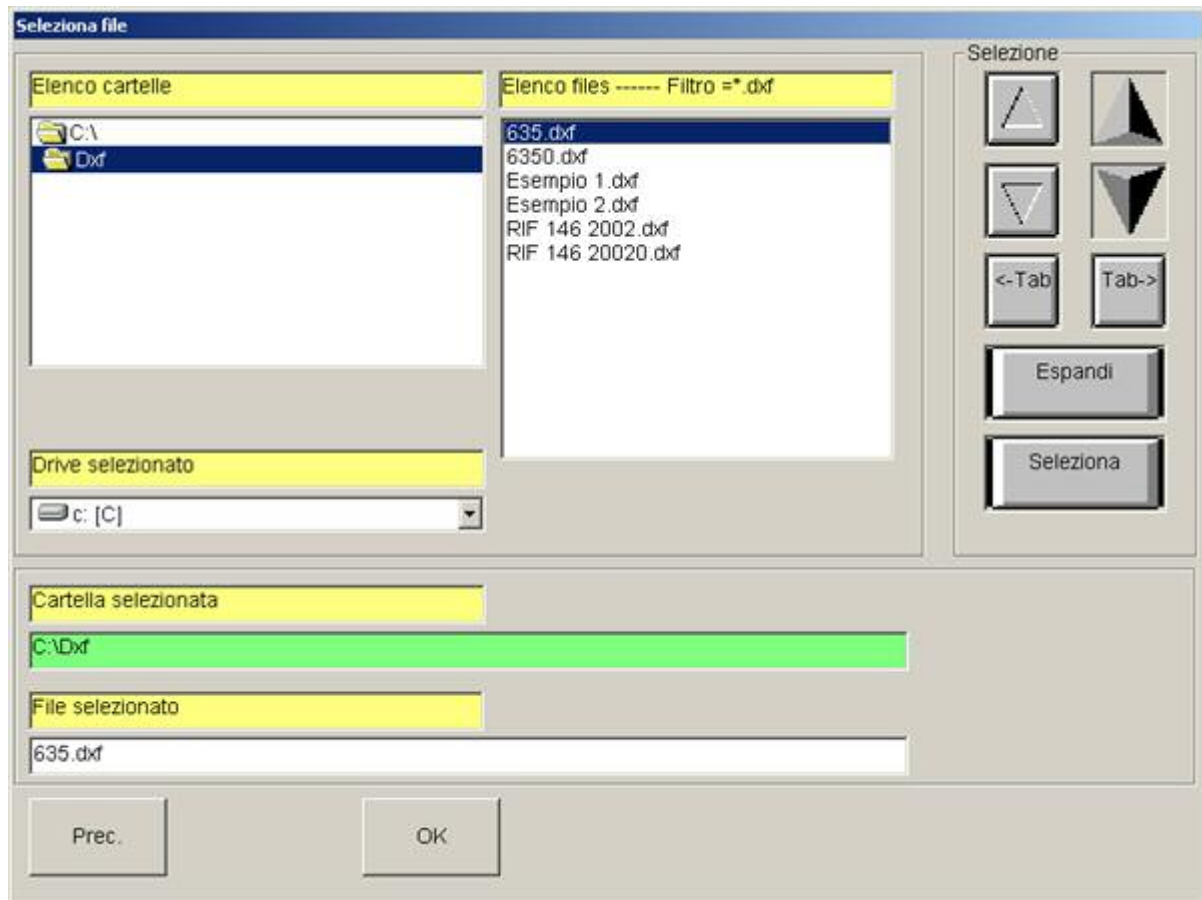 Seleziona file
Elenco cartelle
C:\
Dxf
Drive selezionato
c: [C]
Elenco files ------ Filtro =*.dxf
635.dxf
6350.dxf
Esempio 1.dxf
Esempio 2.dxf
RIF 146 2002.dxf
RIF 146 20020.dxf
Selezione
<-Tab
Tab->
Espandi
Seleziona
Cartella selezionata
C:\Dxf
File selezionato
635.dxf
Prec.
OK